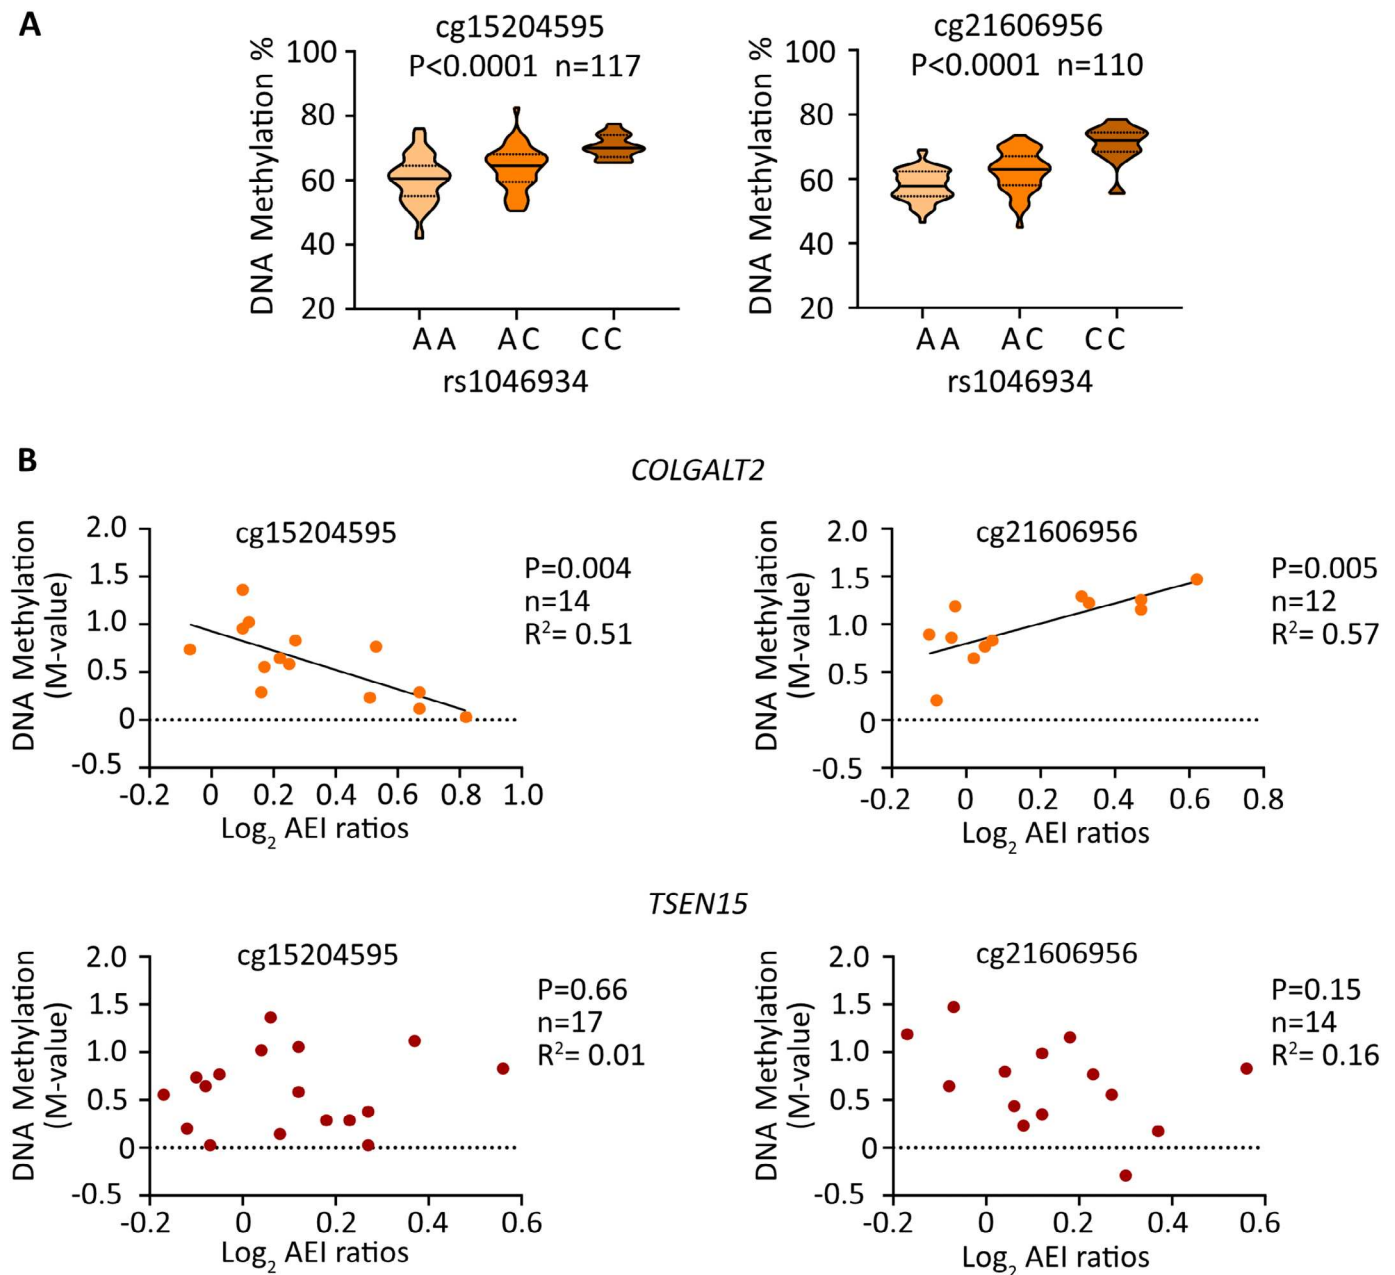 A
cg15204595
P<0.0001 n=117
DNA Methylation %
100
80
60
40
20
AA AC CC
rs1046934
cg21606956
P<0.0001 n=110
DNA Methylation %
100
80
60
40
20
AA AC CC
rs1046934
B
COLGALT2
cg15204595
P=0.004
n=14
R²= 0.51
DNA Methylation
(M-value)
2.0
1.5
1.0
0.5
0
-0.5
-0.2 0 0.2 0.4 0.6 0.8 1.0
Log₂ AEI ratios
cg21606956
P=0.005
n=12
R²= 0.57
DNA Methylation
(M-value)
2.0
1.5
1.0
0.5
0
-0.5
-0.2 0 0.2 0.4 0.6 0.8
Log₂ AEI ratios
TSEN15
cg15204595
P=0.66
n=17
R²= 0.01
DNA Methylation
(M-value)
2.0
1.5
1.0
0.5
0
-0.5
-0.2 0 0.2 0.4 0.6
Log₂ AEI ratios
cg21606956
P=0.15
n=14
R²= 0.16
DNA Methylation
(M-value)
2.0
1.5
1.0
0.5
0
-0.5
-0.2 0 0.2 0.4 0.6
Log₂ AEI ratios